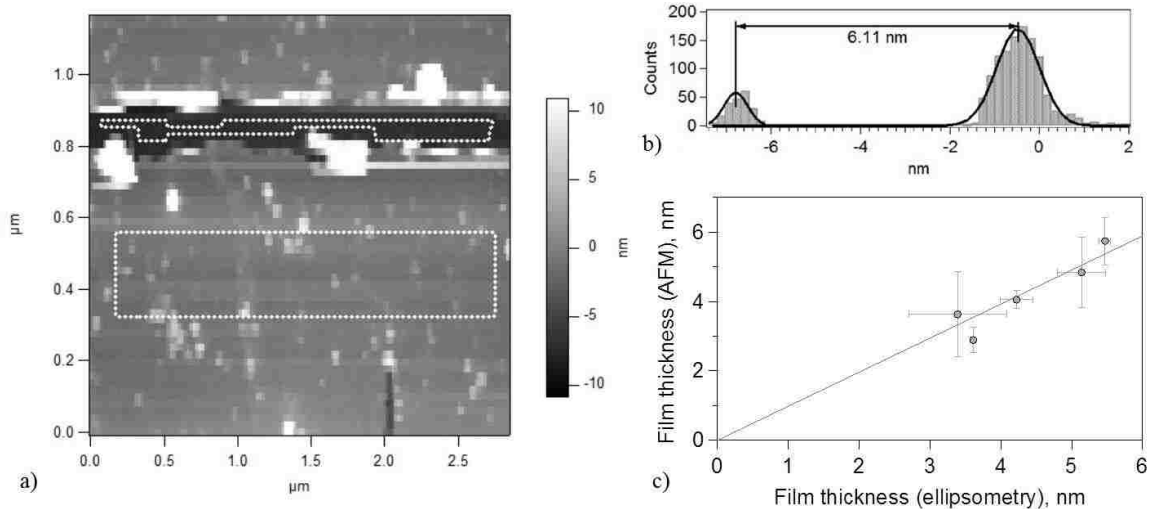 1.0
0.8
0.6
0.4
0.2
0.0
µm
0.0 0.5 1.0 1.5 2.0 2.5
µm
a)
10
5
0
-5
-10
nm
200
150
100
50
0
Counts
6.11 nm
-6 -4 -2 0 2
nm
b)
6
4
2
0
Film thickness (AFM), nm
0 1 2 3 4 5 6
Film thickness (ellipsometry), nm
c)